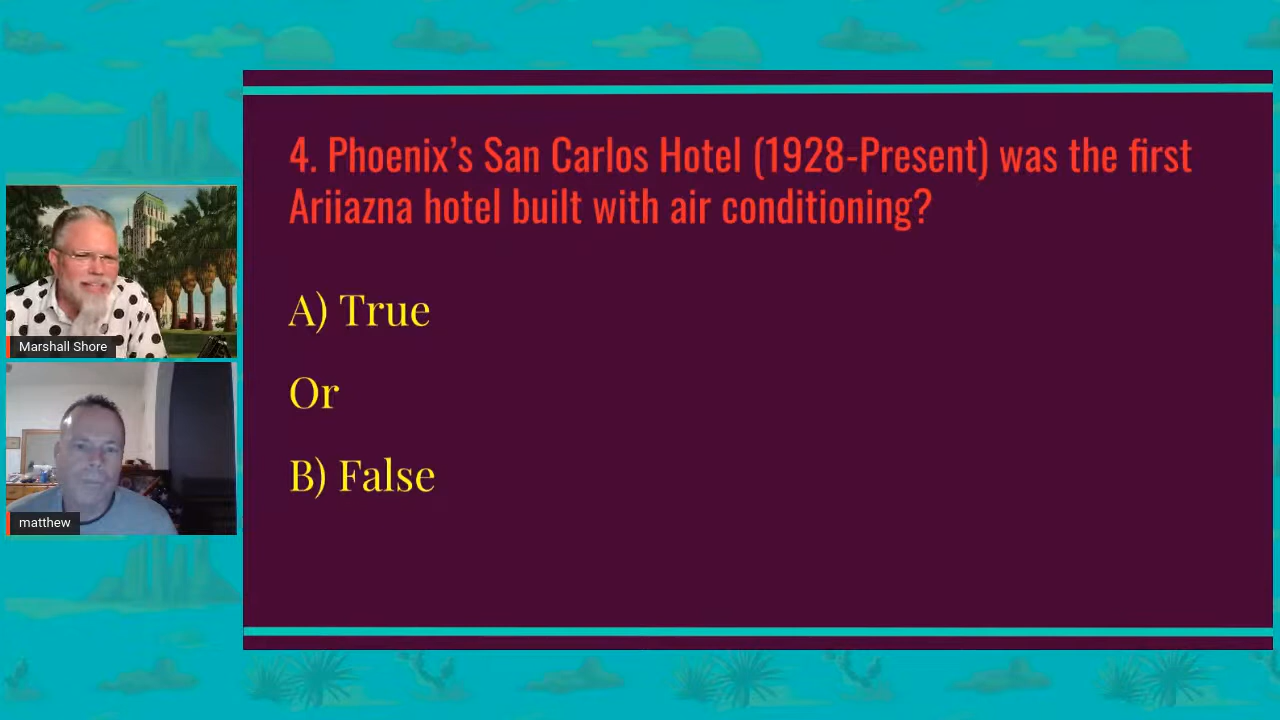 4. Phoenix’s San Carlos Hotel (1928-Present) was the first
Ariiazna hotel built with air conditioning?
A) True
Or
B) False
Marshall Shore
matthew